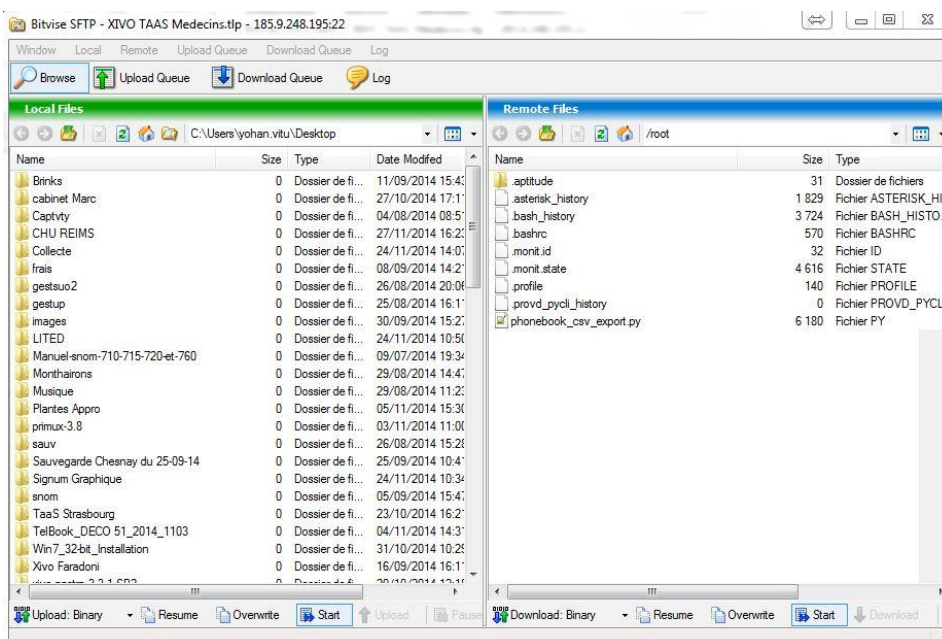 Bitvise SFTP - XIVO TAAS Medecins.tlp - 185.9.248.195:22
Window Local Remote Upload Queue Download Queue Log
Browse Upload Queue Download Queue Log
Local Files
C:\Users\yohan.vitu\Desktop
Name Size Type Date Modifed
Brinks 0 Dossier de fi... 11/09/2014 15:43
cabinet Marc 0 Dossier de fi... 27/10/2014 17:1
Captvty 0 Dossier de fi... 04/08/2014 08:5
CHU REIMS 0 Dossier de fi... 27/11/2014 16:2
Collecte 0 Dossier de fi... 24/11/2014 14:0
frais 0 Dossier de fi... 08/09/2014 14:2
gestsuo2 0 Dossier de fi... 26/08/2014 20:0
gestup 0 Dossier de fi... 25/08/2014 16:1
images 0 Dossier de fi... 30/09/2014 15:2
LITED 0 Dossier de fi... 24/11/2014 10:50
Manuel-snom-710-715-720-et-760 0 Dossier de fi... 09/07/2014 19:34
Monthairons 0 Dossier de fi... 29/08/2014 14:4
Musique 0 Dossier de fi... 29/08/2014 11:2
Plantes Appro 0 Dossier de fi... 05/11/2014 15:30
primux-3.8 0 Dossier de fi... 03/11/2014 11:00
sauv 0 Dossier de fi... 26/08/2014 15:28
Sauvegarde Chesnay du 25-09-14 0 Dossier de fi... 25/09/2014 10:4
Signum Graphique 0 Dossier de fi... 24/11/2014 10:34
snom 0 Dossier de fi... 05/09/2014 15:4
TaaS Strasbourg 0 Dossier de fi... 23/10/2014 16:2
TelBook_DECO 51_2014_1103 0 Dossier de fi... 04/11/2014 14:3
Win7_32-bit_Installation 0 Dossier de fi... 31/10/2014 10:29
Xivo Faradoni 0 Dossier de fi... 16/09/2014 16:1
Upload: Binary Resume Overwrite Start Upload Pause
Remote Files
/root
Name Size Type
.aptitude 31 Dossier de fichiers
.asterisk_history 1 829 Fichier ASTERISK_HI
.bash_history 3 724 Fichier BASH_HISTO
.bashrc 570 Fichier BASHRC
.monit.id 32 Fichier ID
.monit.state 4 616 Fichier STATE
.profile 140 Fichier PROFILE
.provd_pycli_history 0 Fichier PROVD_PYCL
phonebook_csv_export.py 6 180 Fichier PY
Download: Binary Resume Overwrite Start Download